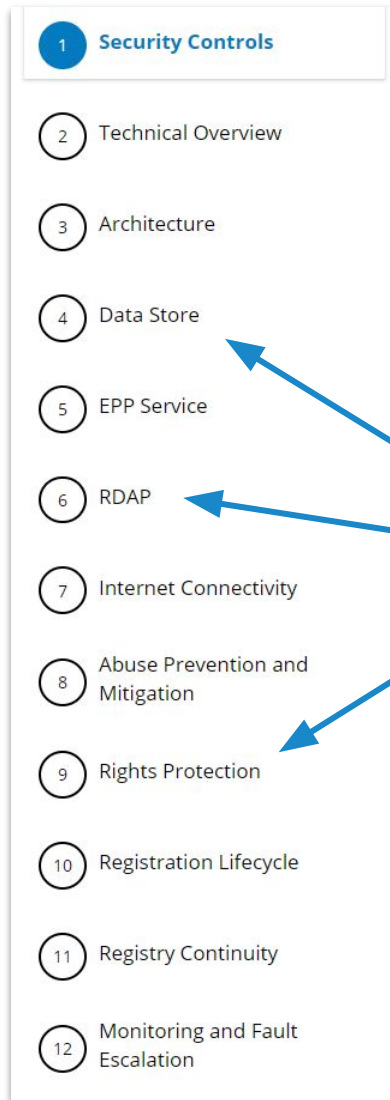 1 Security Controls
2 Technical Overview
3 Architecture
4 Data Store
5 EPP Service
6 RDAP
7 Internet Connectivity
8 Abuse Prevention and
Mitigation
9 Rights Protection
10 Registration Lifecycle
11 Registry Continuity
12 Monitoring and Fault
Escalation